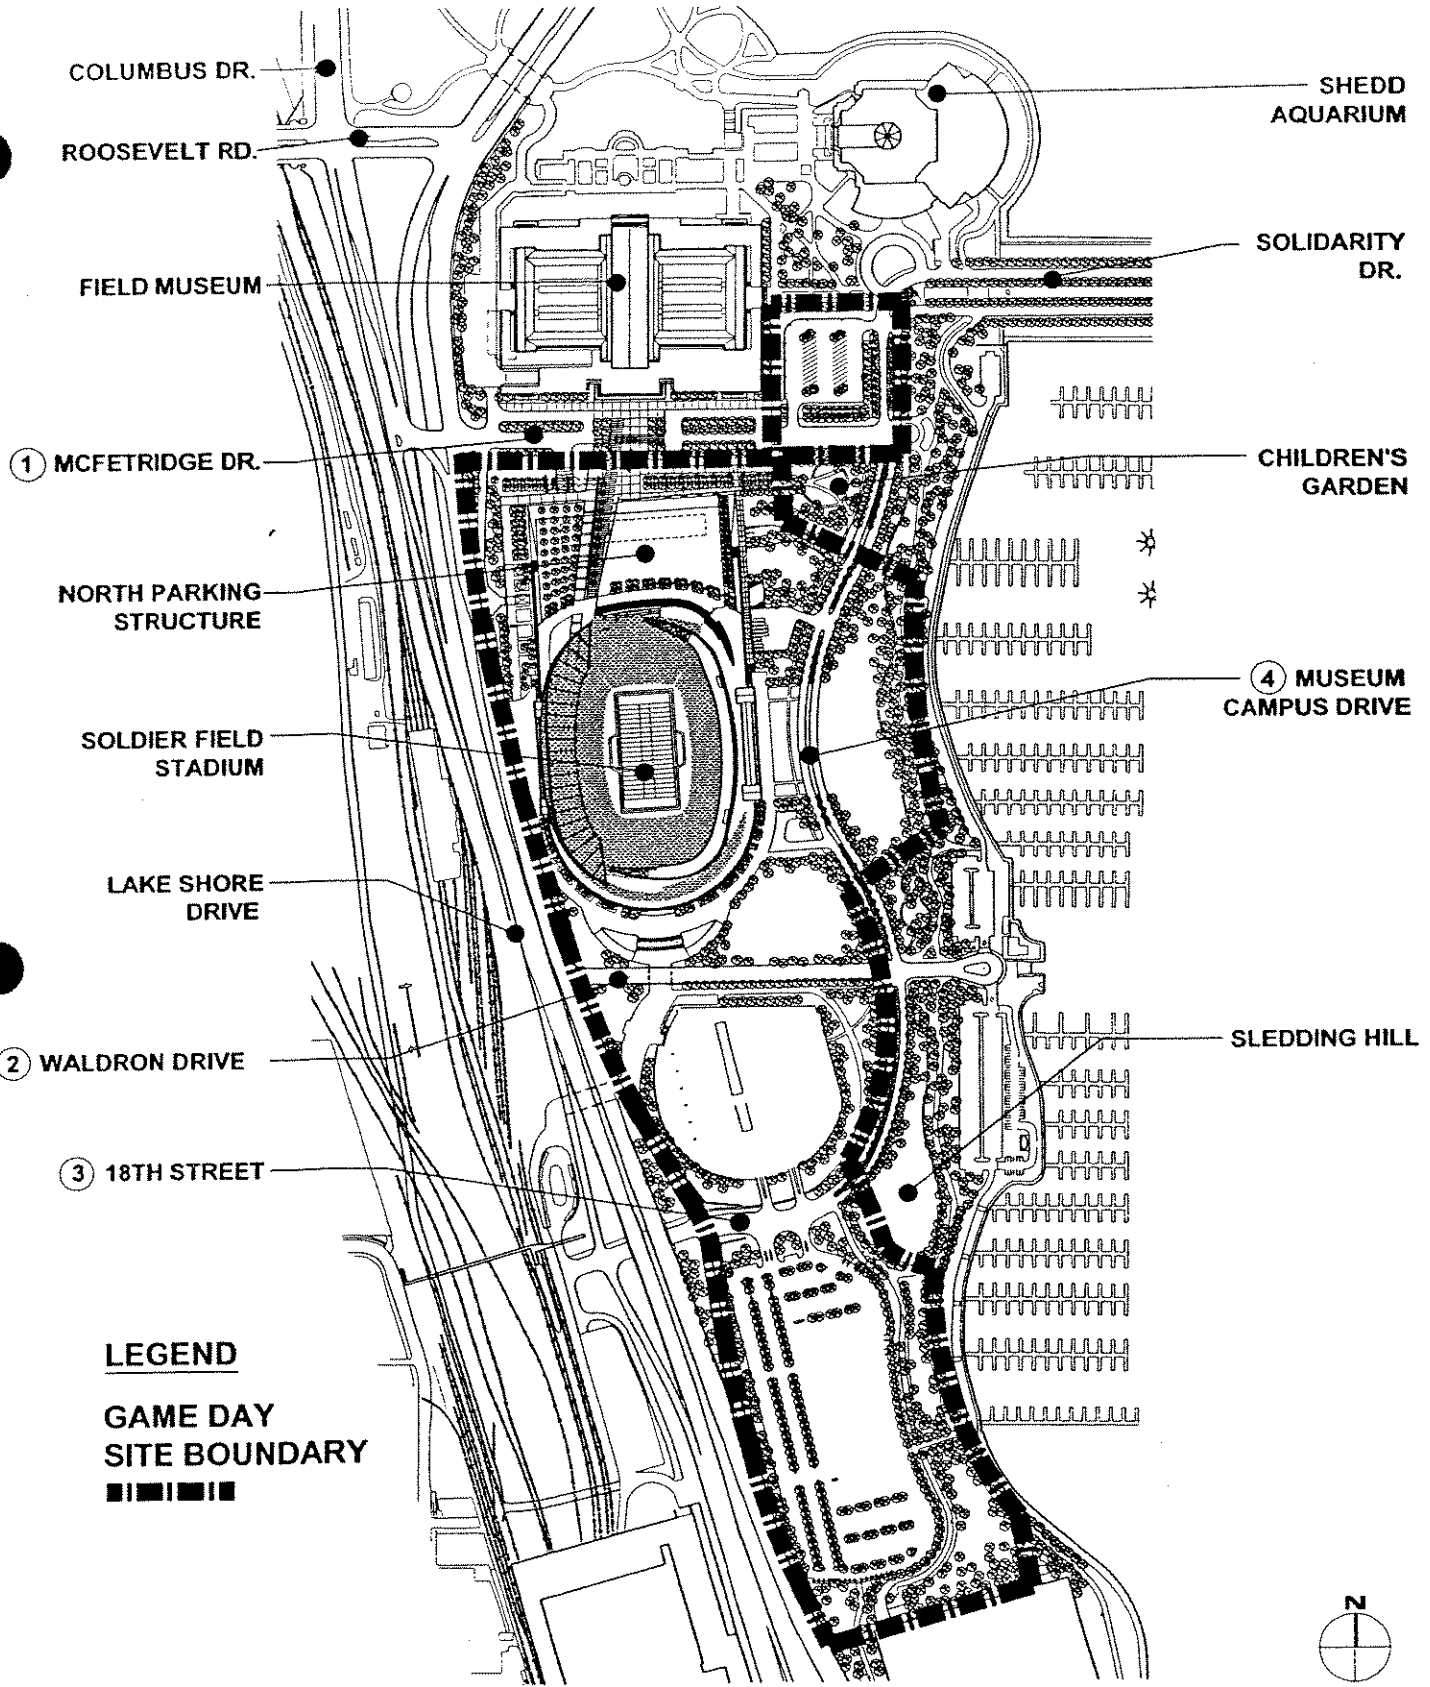 COLUMBUS DR.
ROOSEVELT RD.
FIELD MUSEUM
1 MCFETRIDGE DR.
NORTH PARKING
STRUCTURE
SOLDIER FIELD
STADIUM
LAKE SHORE
DRIVE
2 WALDRON DRIVE
3 18TH STREET
SHEDD
AQUARIUM
SOLIDARITY
DR.
CHILDREN'S
GARDEN
4 MUSEUM
CAMPUS DRIVE
SLEDDING HILL
LEGEND
GAME DAY
SITE BOUNDARY
N